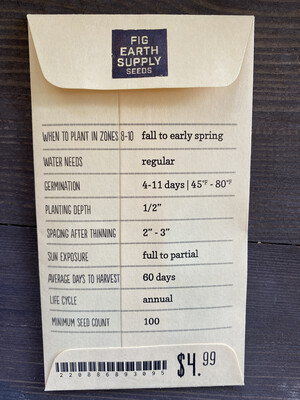 FIG
EARTH
SUPPLY
SEEDS
WHEN TO PLANT IN ZONES 8-10 fall to early spring
WATER NEEDS regular
GERMINATION 4-11 days | 45°F - 80°F
PLANTING DEPTH 1/2"
SPACING AFTER THINNING 2" - 3"
SUN EXPOSURE full to partial
AVERAGE DAYS TO HARVEST 60 days
LIFE CYCLE annual
MINIMUM SEED COUNT 100
$4.99
220886893095